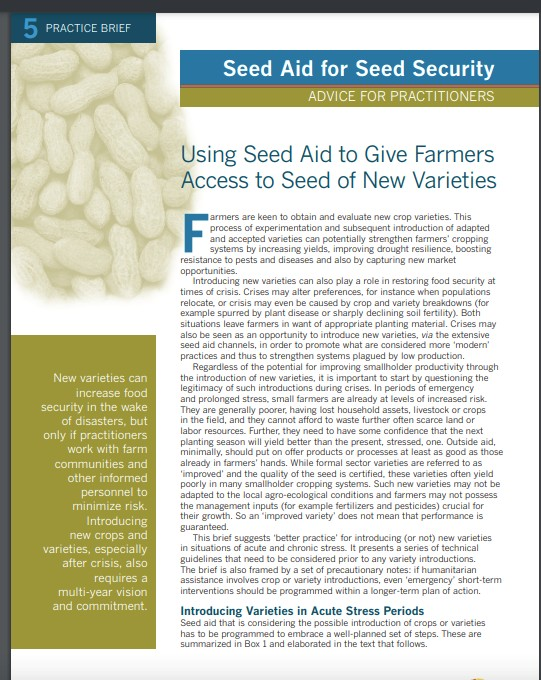 5 PRACTICE BRIEF
Seed Aid for Seed Security
ADVICE FOR PRACTITIONERS
Using Seed Aid to Give Farmers
Access to Seed of New Varieties
Farmers are keen to obtain and evaluate new crop varieties. This
process of experimentation and subsequent introduction of adapted
and accepted varieties can potentially strengthen farmers' cropping
systems by increasing yields, improving drought resilience, boosting
resistance to pests and diseases and also by capturing new market
opportunities.
Introducing new varieties can also play a role in restoring food security at
times of crisis. Crises may alter preferences, for instance when populations
relocate, or crisis may even be caused by crop and variety breakdowns (for
example spurred by plant disease or sharply declining soil fertility). Both
situations leave farmers in want of appropriate planting material. Crises may
also be seen as an opportunity to introduce new varieties, via the extensive
seed aid channels, in order to promote what are considered more 'modern'
practices and thus to strengthen systems plagued by low production.
Regardless of the potential for improving smallholder productivity through
the introduction of new varieties, it is important to start by questioning the
legitimacy of such introductions during crises. In periods of emergency
and prolonged stress, small farmers are already at levels of increased risk.
They are generally poorer, having lost household assets, livestock or crops
in the field, and they cannot afford to waste further often scarce land or
labor resources. Further, they need to have some confidence that the next
planting season will yield better than the present, stressed, one. Outside aid,
minimally, should put on offer products or processes at least as good as those
already in farmers' hands. While formal sector varieties are referred to as
'improved' and the quality of the seed is certified, these varieties often yield
poorly in many smallholder cropping systems. Such new varieties may not be
adapted to the local agro-ecological conditions and farmers may not possess
the management inputs (for example fertilizers and pesticides) crucial for
their growth. So an 'improved variety' does not mean that performance is
guaranteed.
This brief suggests 'better practice' for introducing (or not) new varieties
in situations of acute and chronic stress. It presents a series of technical
guidelines that need to be considered prior to any variety introductions.
The brief is also framed by a set of precautionary notes: if humanitarian
assistance involves crop or variety introductions, even 'emergency' short-term
interventions should be programmed within a longer-term plan of action.
Introducing Varieties in Acute Stress Periods
Seed aid that is considering the possible introduction of crops or varieties
has to be programmed to embrace a well-planned set of steps. These are
summarized in Box 1 and elaborated in the text that follows.
New varieties can
increase food
security in the wake
of disasters, but
only if practitioners
work with farm
communities and
other informed
personnel to
minimize risk.
Introducing
new crops and
varieties, especially
after crisis, also
requires a
multi-year vision
and commitment.